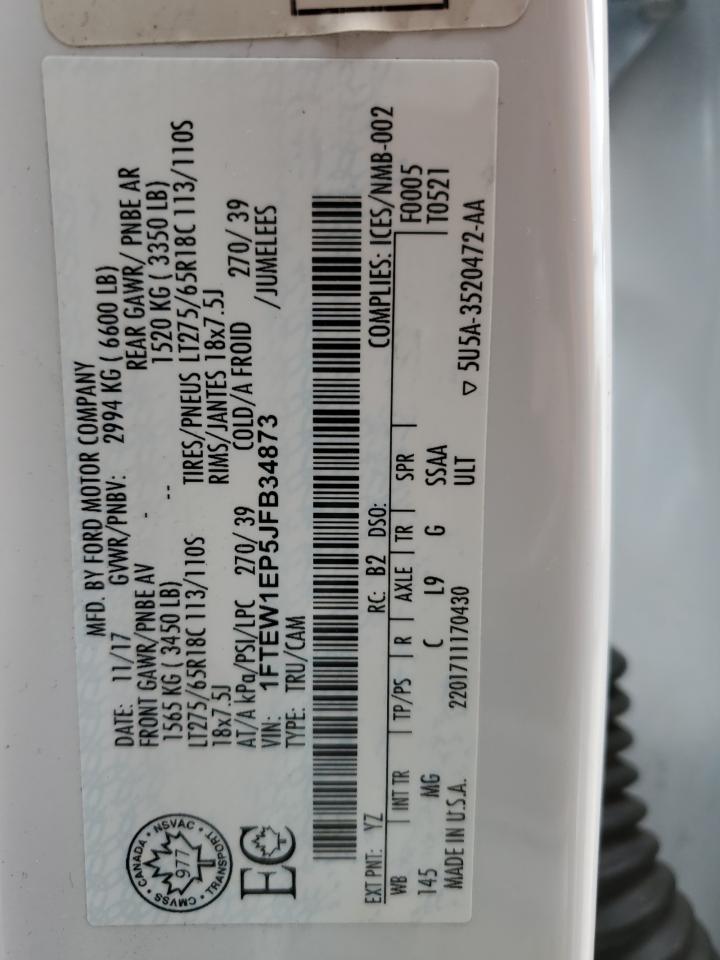 MFD. BY FORD MOTOR COMPANY
DATE: 11/17 GVWR/PNBV: 2994 KG ( 6600 LB)
FRONT GAWR/PNBE AV - REAR GAWR/ PNBE AR
1565 KG ( 3450 LB) -- 1520 KG ( 3350 LB)
LT275/65R18C 113/110S TIRES/PNEUS LT275/65R18C 113/110S
18x7.5J RIMS/JANTES 18x7.5J
AT/A kPa/PSI/LPC 270/ 39 COLD/A FROID 270/ 39
VIN: 1FTEW1EP5JFB34873 /JUMELEES
TYPE: TRU/CAM
CANADA · NSVAC · TRANSPORT · CMVSS
977
EC
EXT PNT: YZ RC: B2 DSO: COMPLIES: ICES/NMB-002
WB | INT TR | TP/PS | R | AXLE | TR | SPR | F0005
145 MG C L9 G SSAA T0521
MADE IN U.S.A. 2201711170430 ULT ▽ 5U5A-3520472-AA